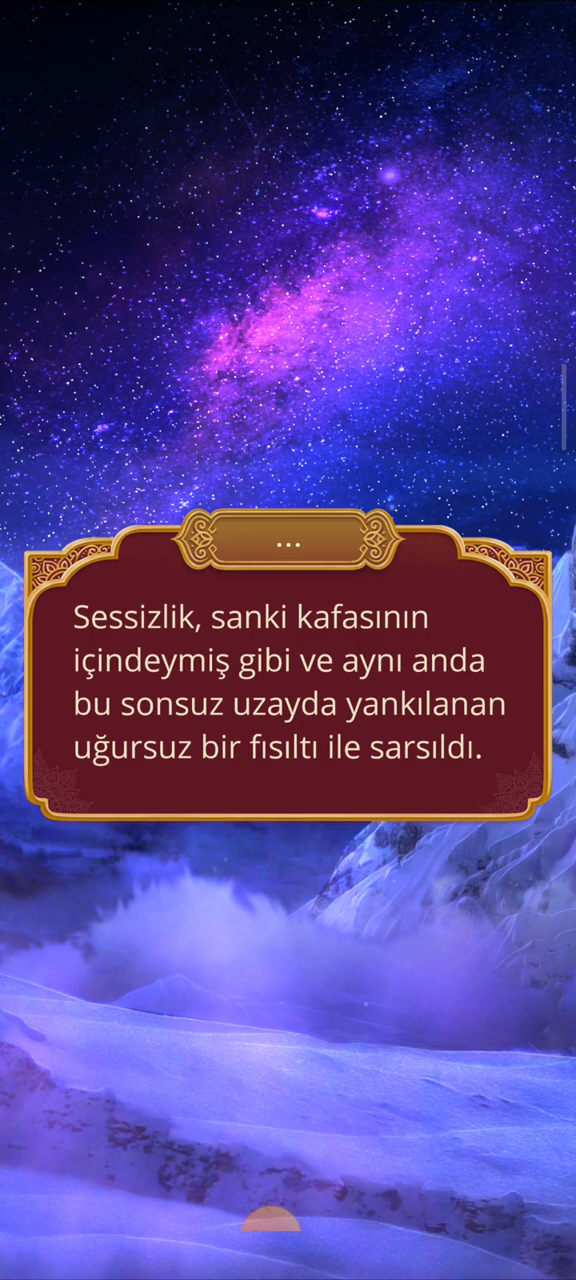 ...
Sessizlik, sanki kafasının
içindeymiş gibi ve aynı anda
bu sonsuz uzayda yankılanan
uğursuz bir fısıltı ile sarsıldı.